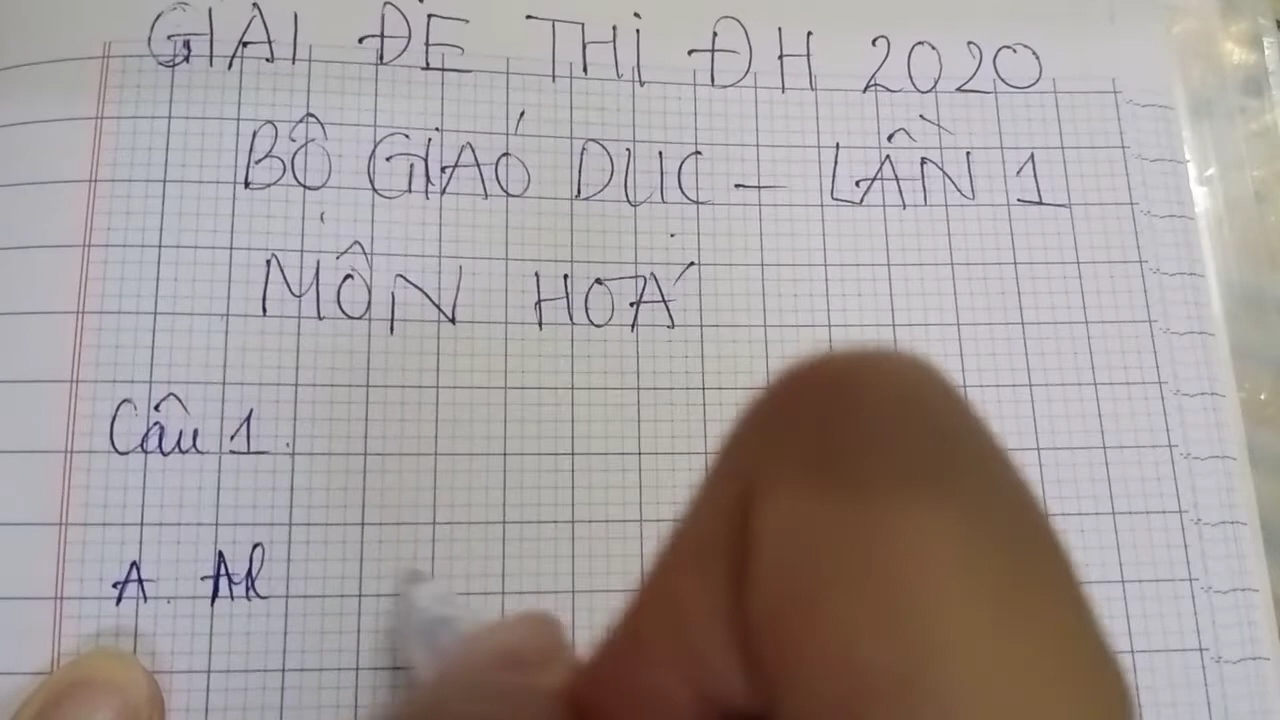 GIẢI ĐỀ THI ĐH 2020
BỘ GIÁO DỤC - LẦN 1
MÔN HOÁ
Câu 1.
A. Al